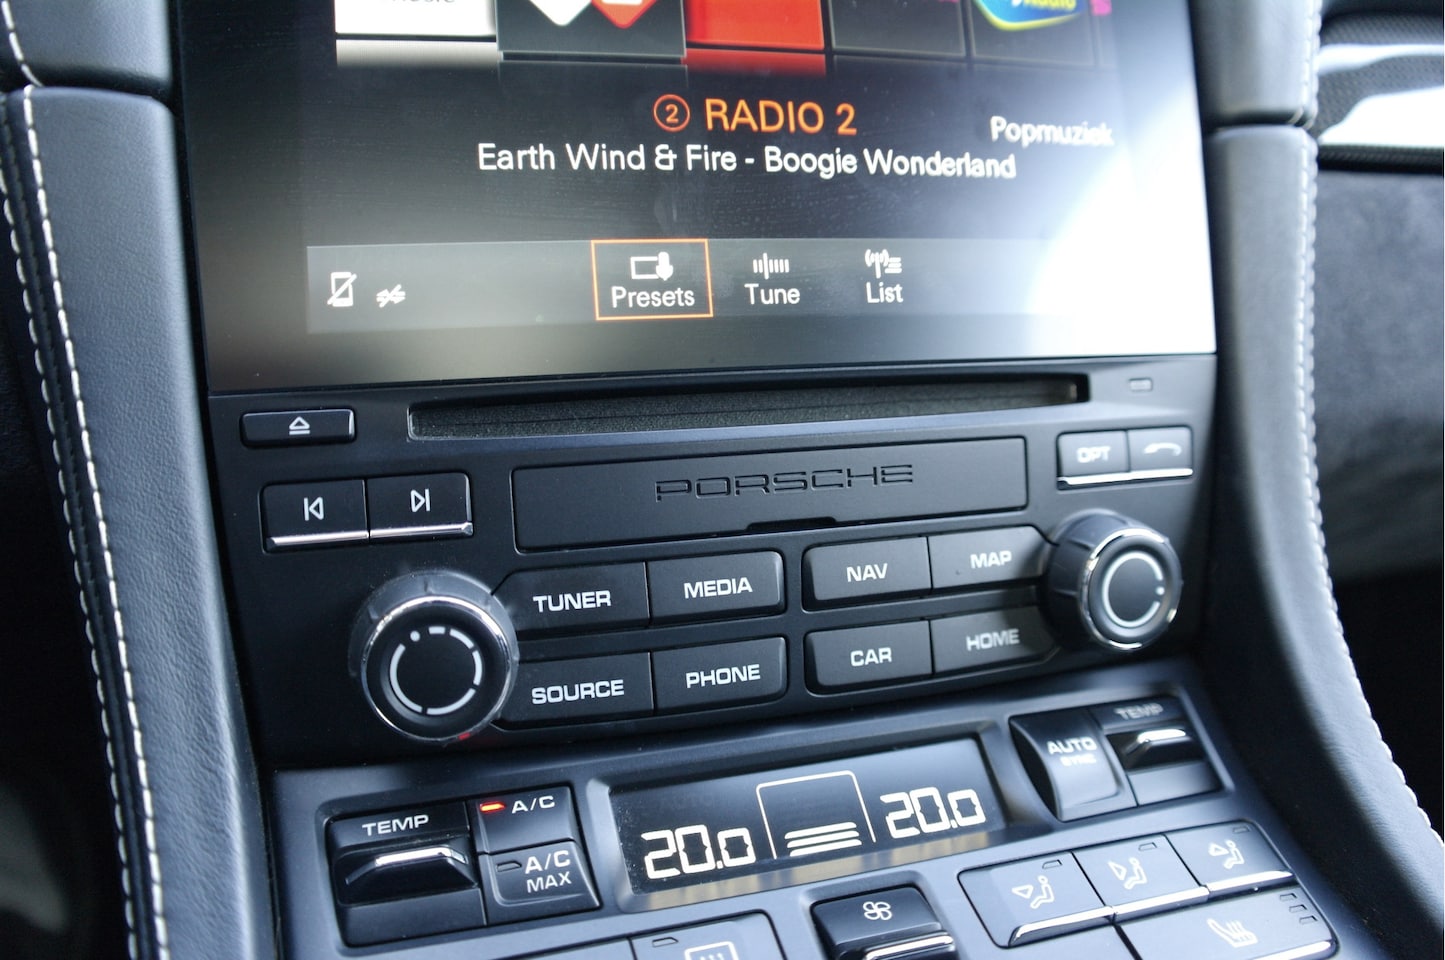 2 RADIO 2
Popmuziek
Earth Wind & Fire - Boogie Wonderland
Presets
Tune
List
OPT
PORSCHE
TUNER
MEDIA
NAV
MAP
SOURCE
PHONE
CAR
HOME
TEMP
A/C
A/C
MAX
20.0
20.0
AUTO
SYNC
TEMP